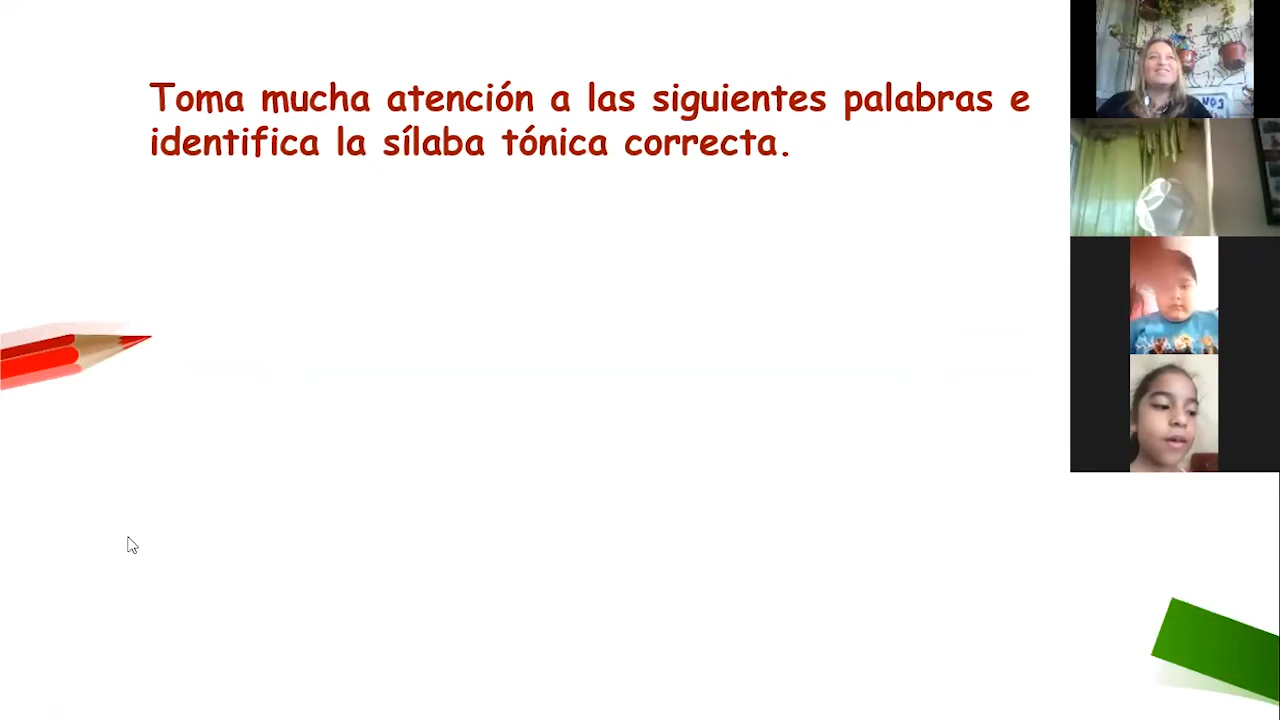 Toma mucha atención a las siguientes palabras e
identifica la sílaba tónica correcta.